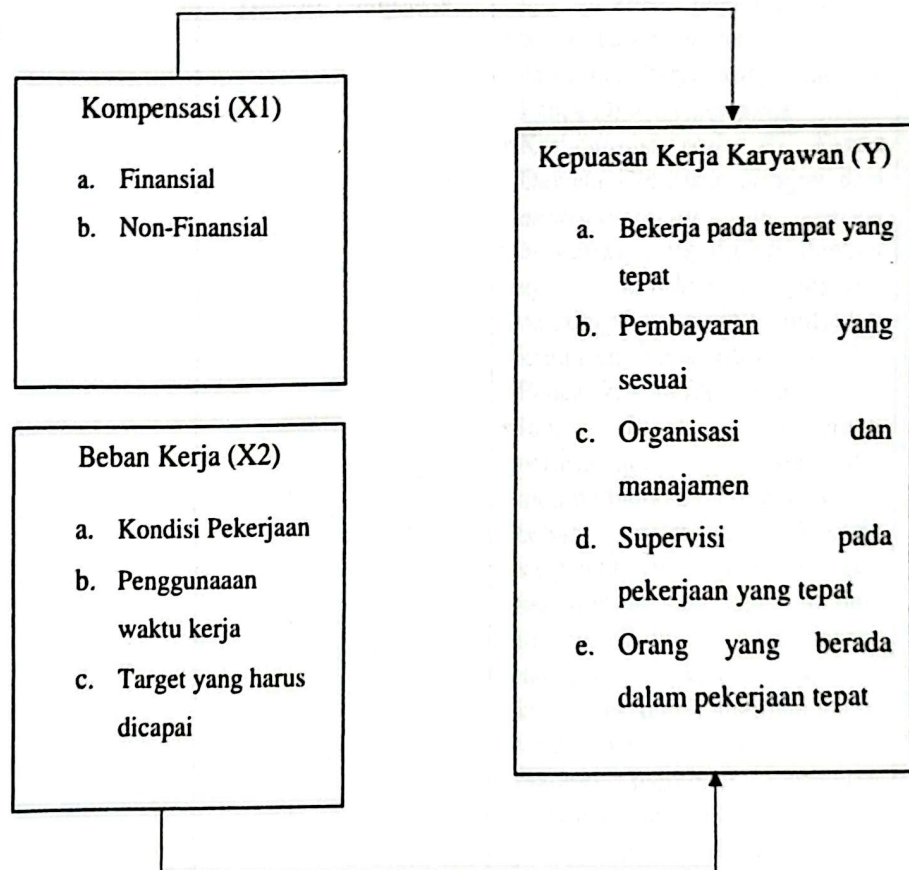 Kompensasi (X1)
a. Finansial
b. Non-Finansial
Beban Kerja (X2)
a. Kondisi Pekerjaan
b. Penggunaaan
waktu kerja
c. Target yang harus
dicapai
Kepuasan Kerja Karyawan (Y)
a. Bekerja pada tempat yang
tepat
b. Pembayaran yang
sesuai
c. Organisasi dan
manajamen
d. Supervisi pada
pekerjaan yang tepat
e. Orang yang berada
dalam pekerjaan tepat